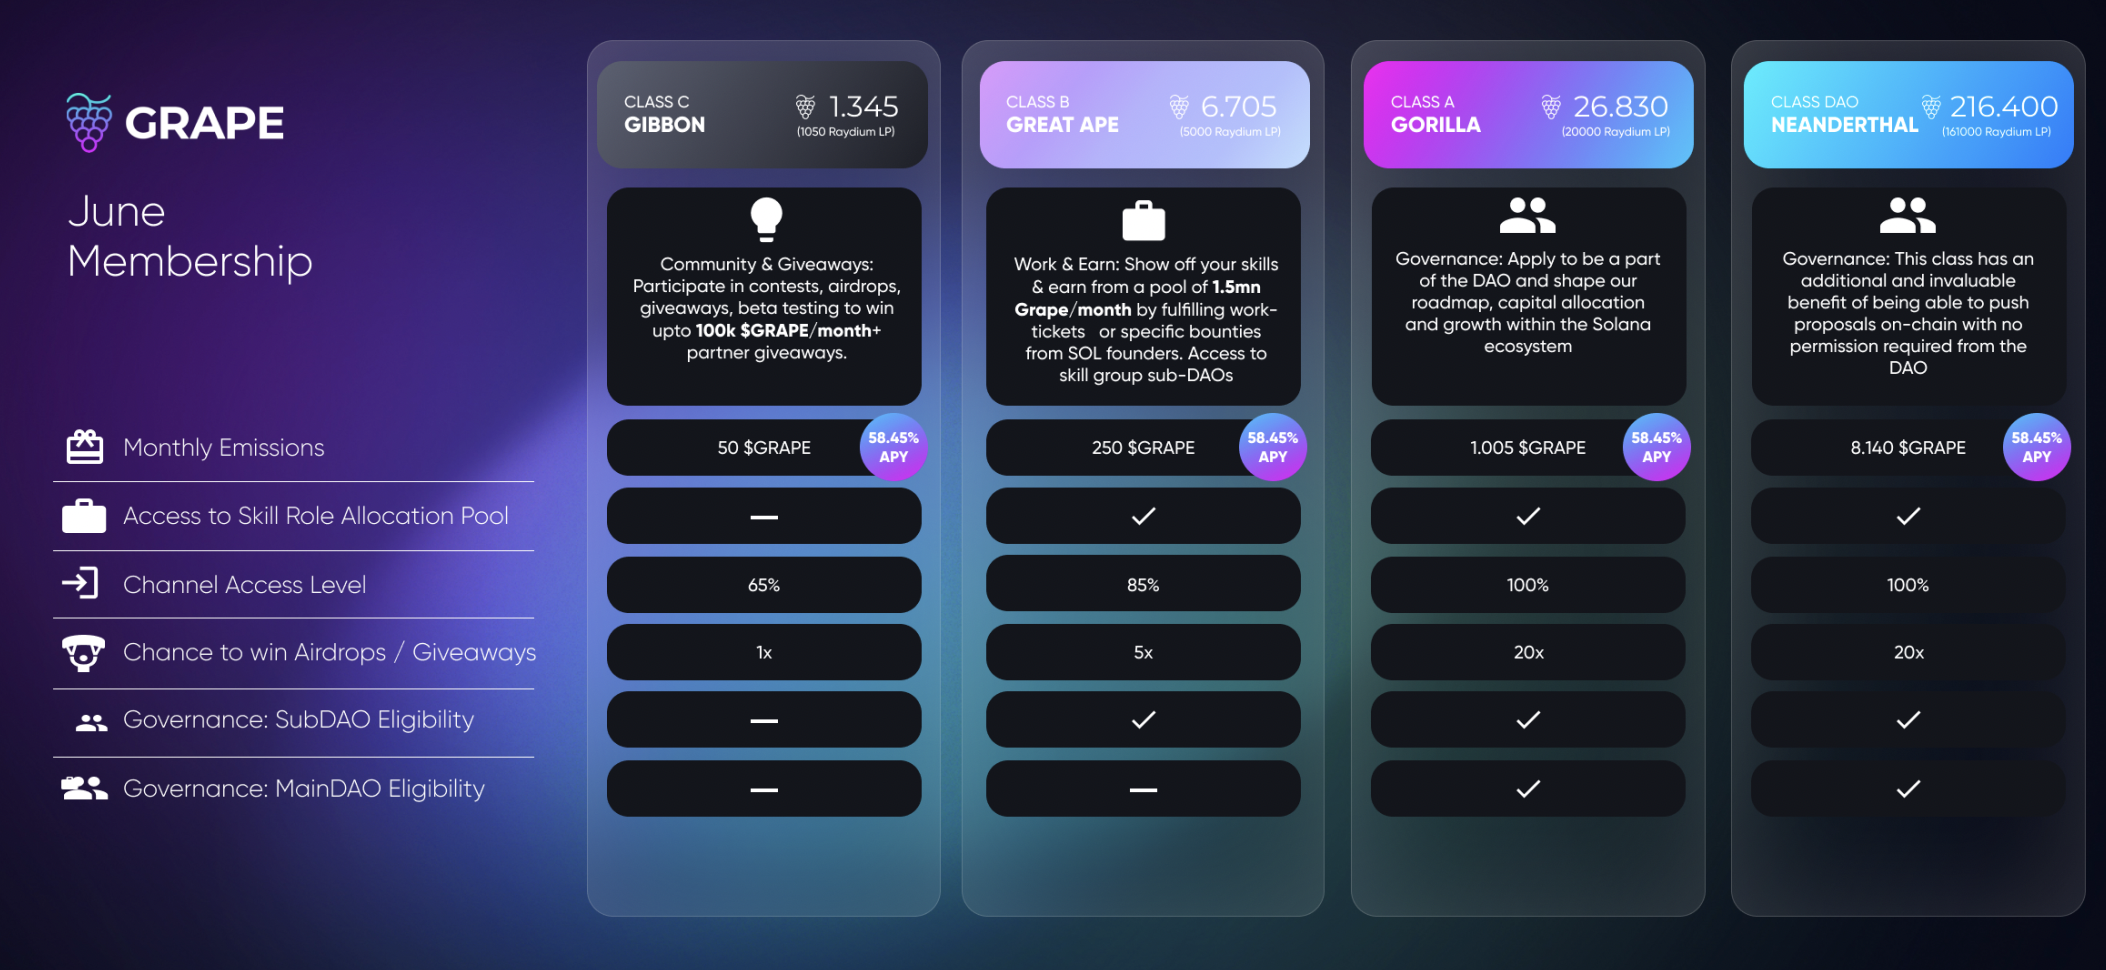 GRAPE
June
Membership
CLASS C
GIBBON
1.345
(1050 Raydium LP)
CLASS B
GREAT APE
6.705
(5000 Raydium LP)
CLASS A
GORILLA
26.830
(20000 Raydium LP)
CLASS DAO
NEANDERTHAL
216.400
(161000 Raydium LP)
Community & Giveaways:
Participate in contests, airdrops,
giveaways, beta testing to win
upto 100k $GRAPE/month+
partner giveaways.
Work & Earn: Show off your skills
& earn from a pool of 1.5mn
Grape/month by fulfilling work-
tickets or specific bounties
from SOL founders. Access to
skill group sub-DAOs
Governance: Apply to be a part
of the DAO and shape our
roadmap, capital allocation
and growth within the Solana
ecosystem
Governance: This class has an
additional and invaluable
benefit of being able to push
proposals on-chain with no
permission required from the
DAO
Monthly Emissions
50 $GRAPE
58.45%
APY
250 $GRAPE
58.45%
APY
1.005 $GRAPE
58.45%
APY
8.140 $GRAPE
58.45%
APY
Access to Skill Role Allocation Pool
Channel Access Level
65%
85%
100%
100%
Chance to win Airdrops / Giveaways
1x
5x
20x
20x
Governance: SubDAO Eligibility
Governance: MainDAO Eligibility